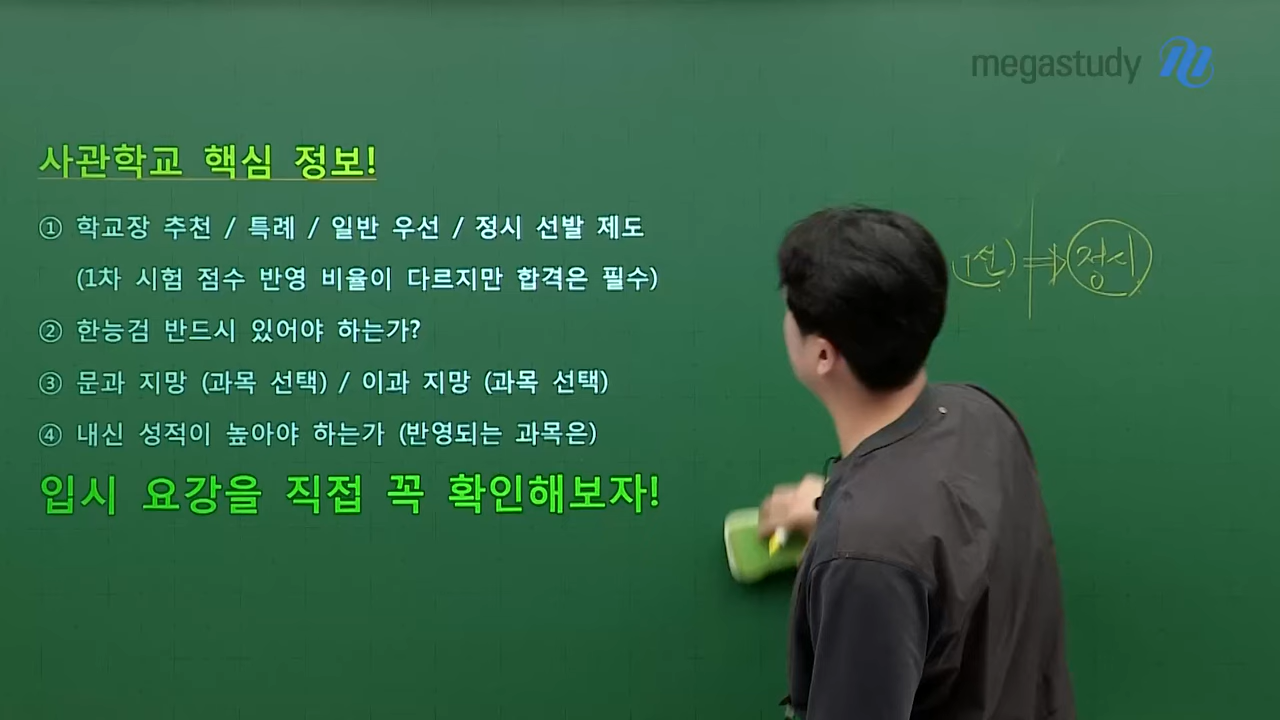 megastudy
사관학교 핵심 정보!
① 학교장 추천 / 특례 / 일반 우선 / 정시 선발 제도
(1차 시험 점수 반영 비율이 다르지만 합격은 필수)
② 한능검 반드시 있어야 하는가?
③ 문과 지망 (과목 선택) / 이과 지망 (과목 선택)
④ 내신 성적이 높아야 하는가 (반영되는 과목은)
입시 요강을 직접 꼭 확인해보자!
선) ⇒ 정시